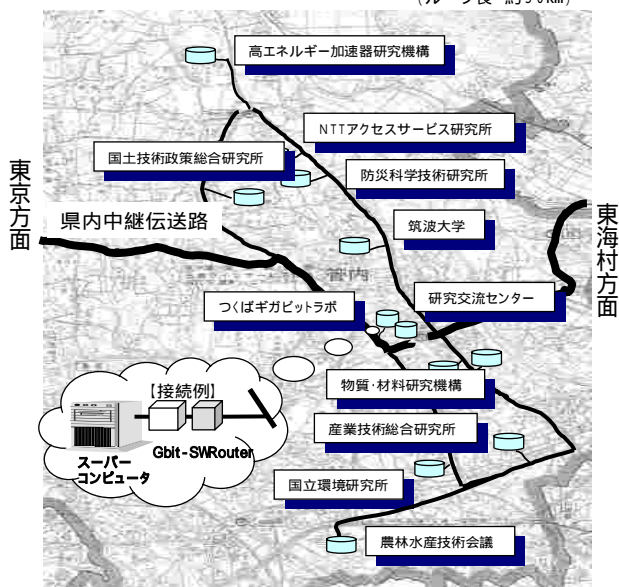 高エネルギー加速器研究機構
NTTアクセスサービス研究所
国土技術政策総合研究所
防災科学技術研究所
東京方面
県内中継伝送路
筑波大学
東海村方面
つくばギガビットラボ
研究交流センター
物質・材料研究機構
【接続例】
産業技術総合研究所
Gbit-SWRouter
スーパー
コンピュータ
国立環境研究所
農林水産技術会議